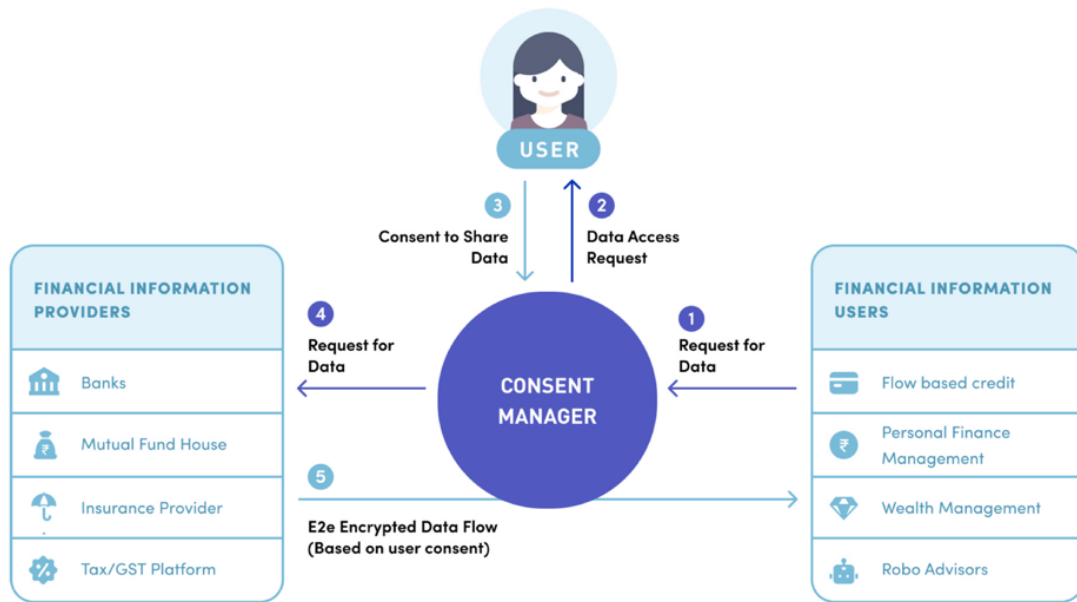 USER
3
Consent to Share
Data
2
Data Access
Request
FINANCIAL INFORMATION
PROVIDERS
Banks
Mutual Fund House
Insurance Provider
Tax/GST Platform
4
Request for
Data
CONSENT
MANAGER
1
Request for
Data
5
E2e Encrypted Data Flow
(Based on user consent)
FINANCIAL INFORMATION
USERS
Flow based credit
₹
Personal Finance
Management
Wealth Management
Robo Advisors